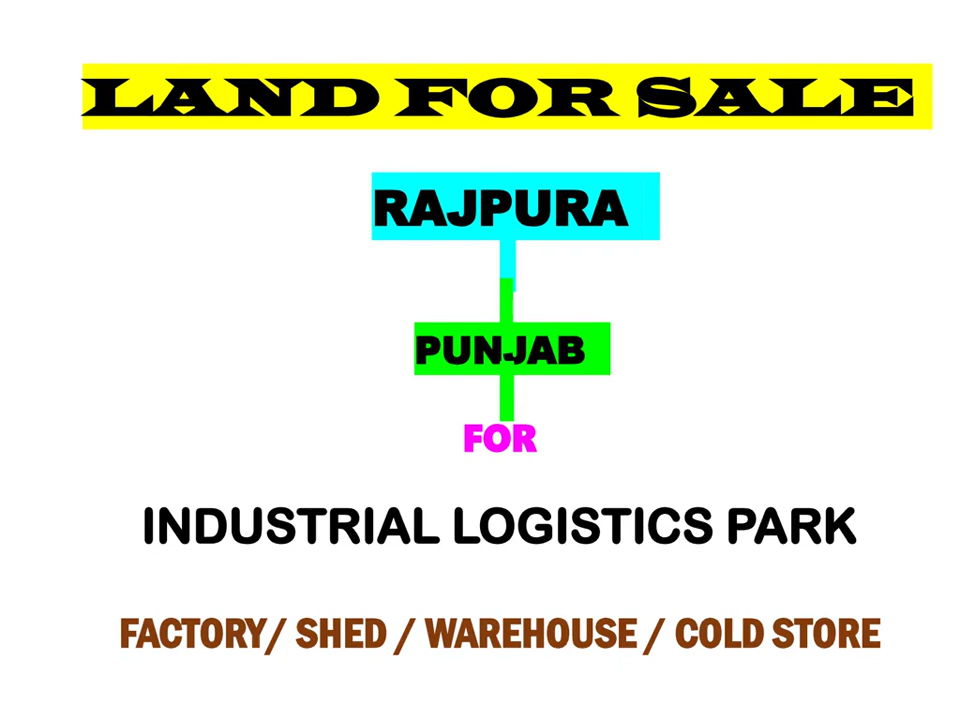 LAND FOR SALE
RAJPURA
PUNJAB
FOR
INDUSTRIAL LOGISTICS PARK
FACTORY/ SHED / WAREHOUSE / COLD STORE